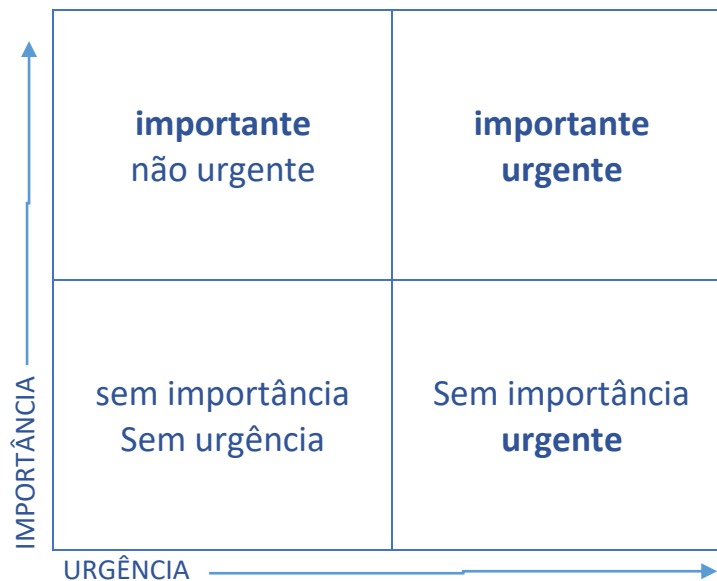 importante
não urgente
importante
urgente
sem importância
Sem urgência
Sem importância
urgente
IMPORTÂNCIA
URGÊNCIA